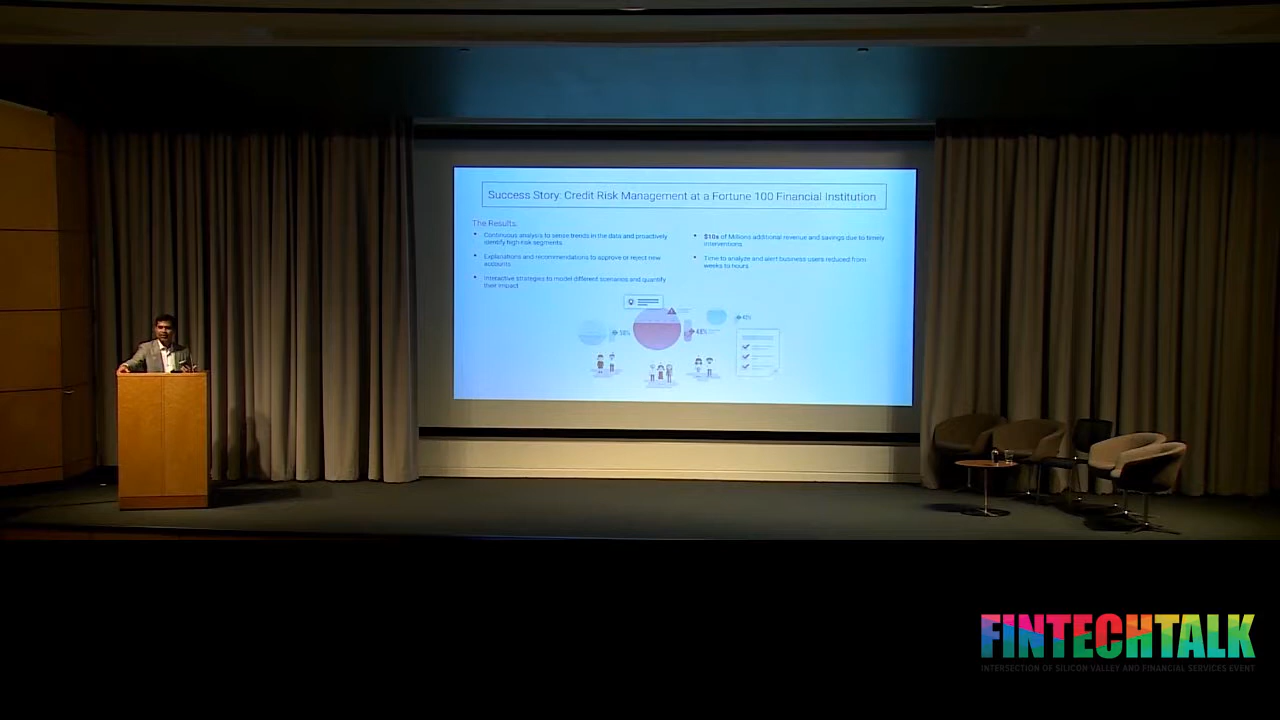 Success Story: Credit Risk Management at a Fortune 100 Financial Institution
The Results:
Continuous analysis to sense trends in the data and proactively
identify high risk segments
Explanations and recommendations to approve or reject new
accounts
Interactive strategies to model different scenarios and quantify
their impact
$10s of Millions additional revenue and savings due to timely
interventions
Time to analyze and alert business users reduced from
weeks to hours
FINTECHTALK
INTERSECTION OF SILICON VALLEY AND FINANCIAL SERVICES EVENT